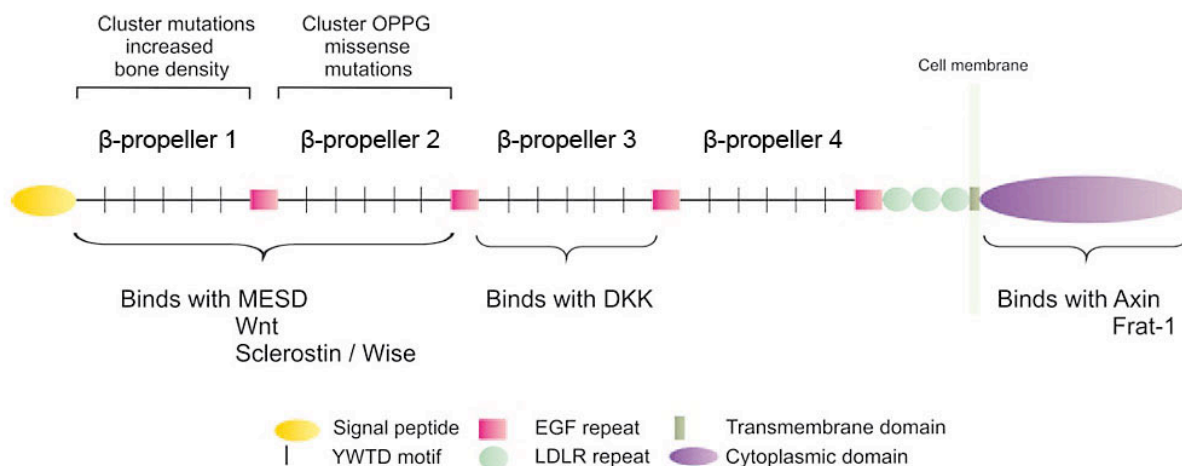 Cluster mutations
increased
bone density
Cluster OPPG
missense
mutations
Cell membrane
β-propeller 1
β-propeller 2
β-propeller 3
β-propeller 4
Binds with MESD
Wnt
Sclerostin / Wise
Binds with DKK
Binds with Axin
Frat-1
Signal peptide
EGF repeat
Transmembrane domain
YWTD motif
LDLR repeat
Cytoplasmic domain